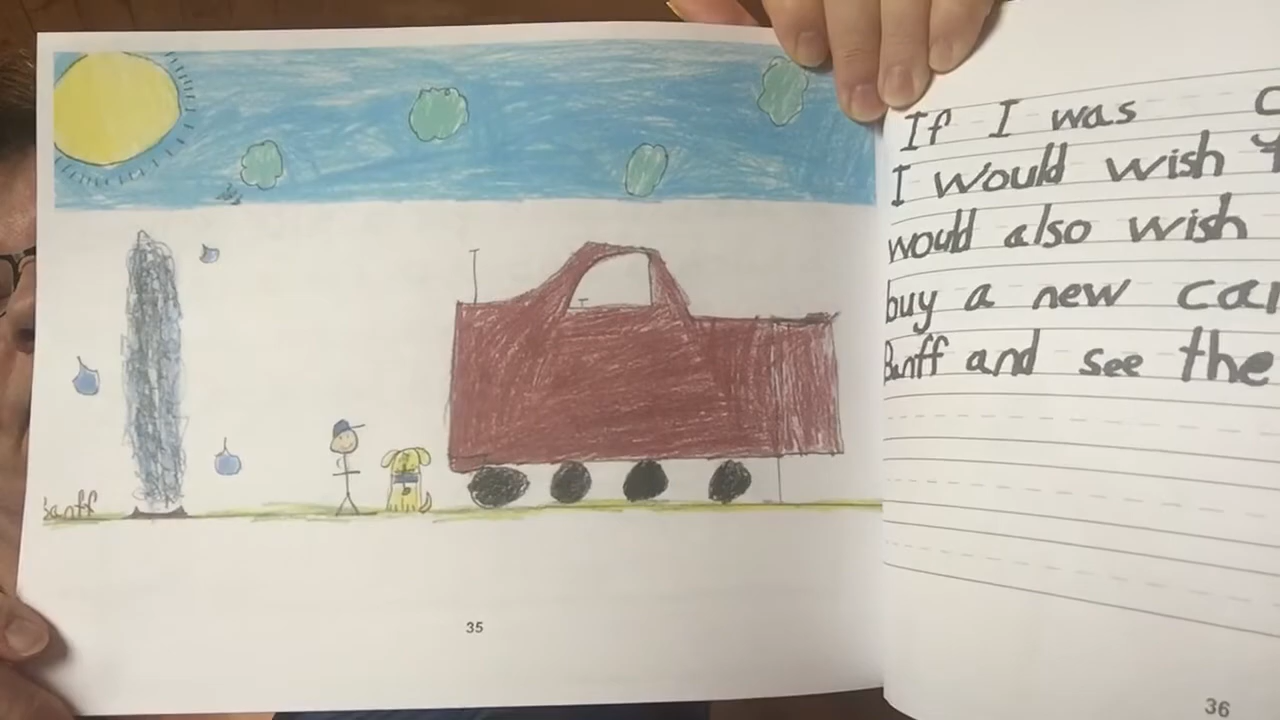 Banff
35
If I was
I would wish
would also wish
buy a new car
Banff and see the
36